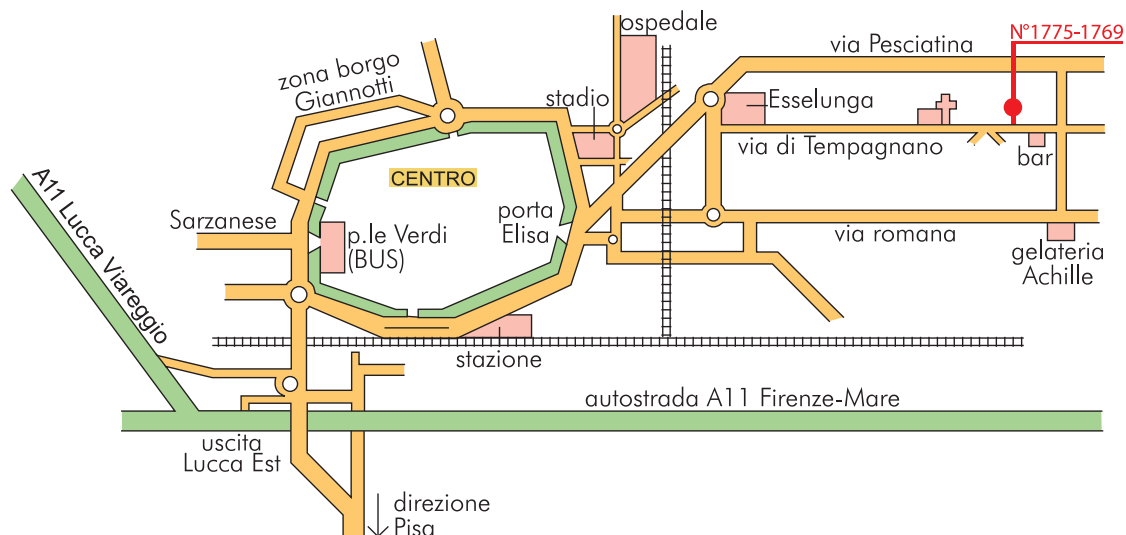 ospedale
N°1775-1769
via Pesciatina
zona borgo
Giannotti
stadio
Esselunga
via di Tempagnano
bar
CENTRO
A11 Lucca Viareggio
Sarzanese
p.le Verdi
(BUS)
porta
Elisa
via romana
gelateria
Achille
stazione
autostrada A11 Firenze-Mare
uscita
Lucca Est
direzione
Pisa